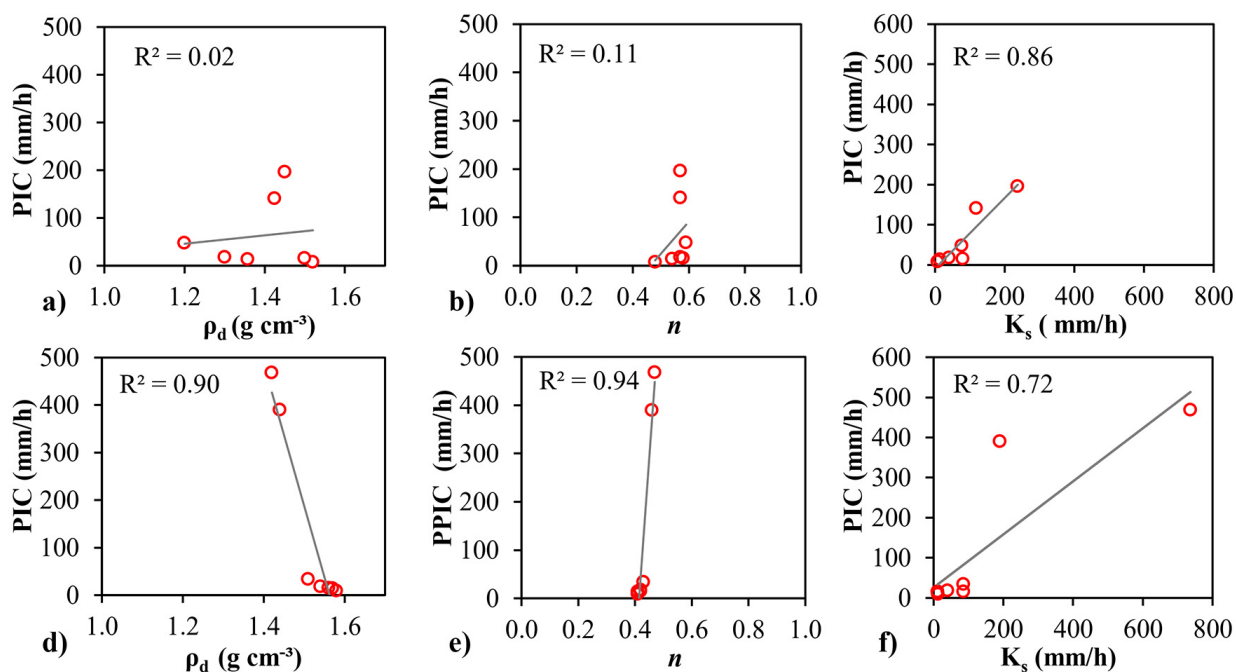 500
400
300
200
100
0
PIC (mm/h)
R² = 0.02
1.0 1.2 1.4 1.6
a)
ρd (g cm⁻³)
500
400
300
200
100
0
PIC (mm/h)
R² = 0.11
0.0 0.2 0.4 0.6 0.8 1.0
b)
n
600
500
400
300
200
100
0
PIC (mm/h)
R² = 0.86
0 200 400 600 800
c)
Ks ( mm/h)
500
400
300
200
100
0
PIC (mm/h)
R² = 0.90
1.0 1.2 1.4 1.6
d)
ρd (g cm⁻³)
500
400
300
200
100
0
PPIC (mm/h)
R² = 0.94
0.0 0.2 0.4 0.6 0.8 1.0
e)
n
600
500
400
300
200
100
0
PIC (mm/h)
R² = 0.72
0 200 400 600 800
f)
Ks ( mm/h)